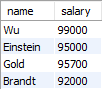 name salary
Wu 99000
Einstein 95000
Gold 95700
Brandt 92000